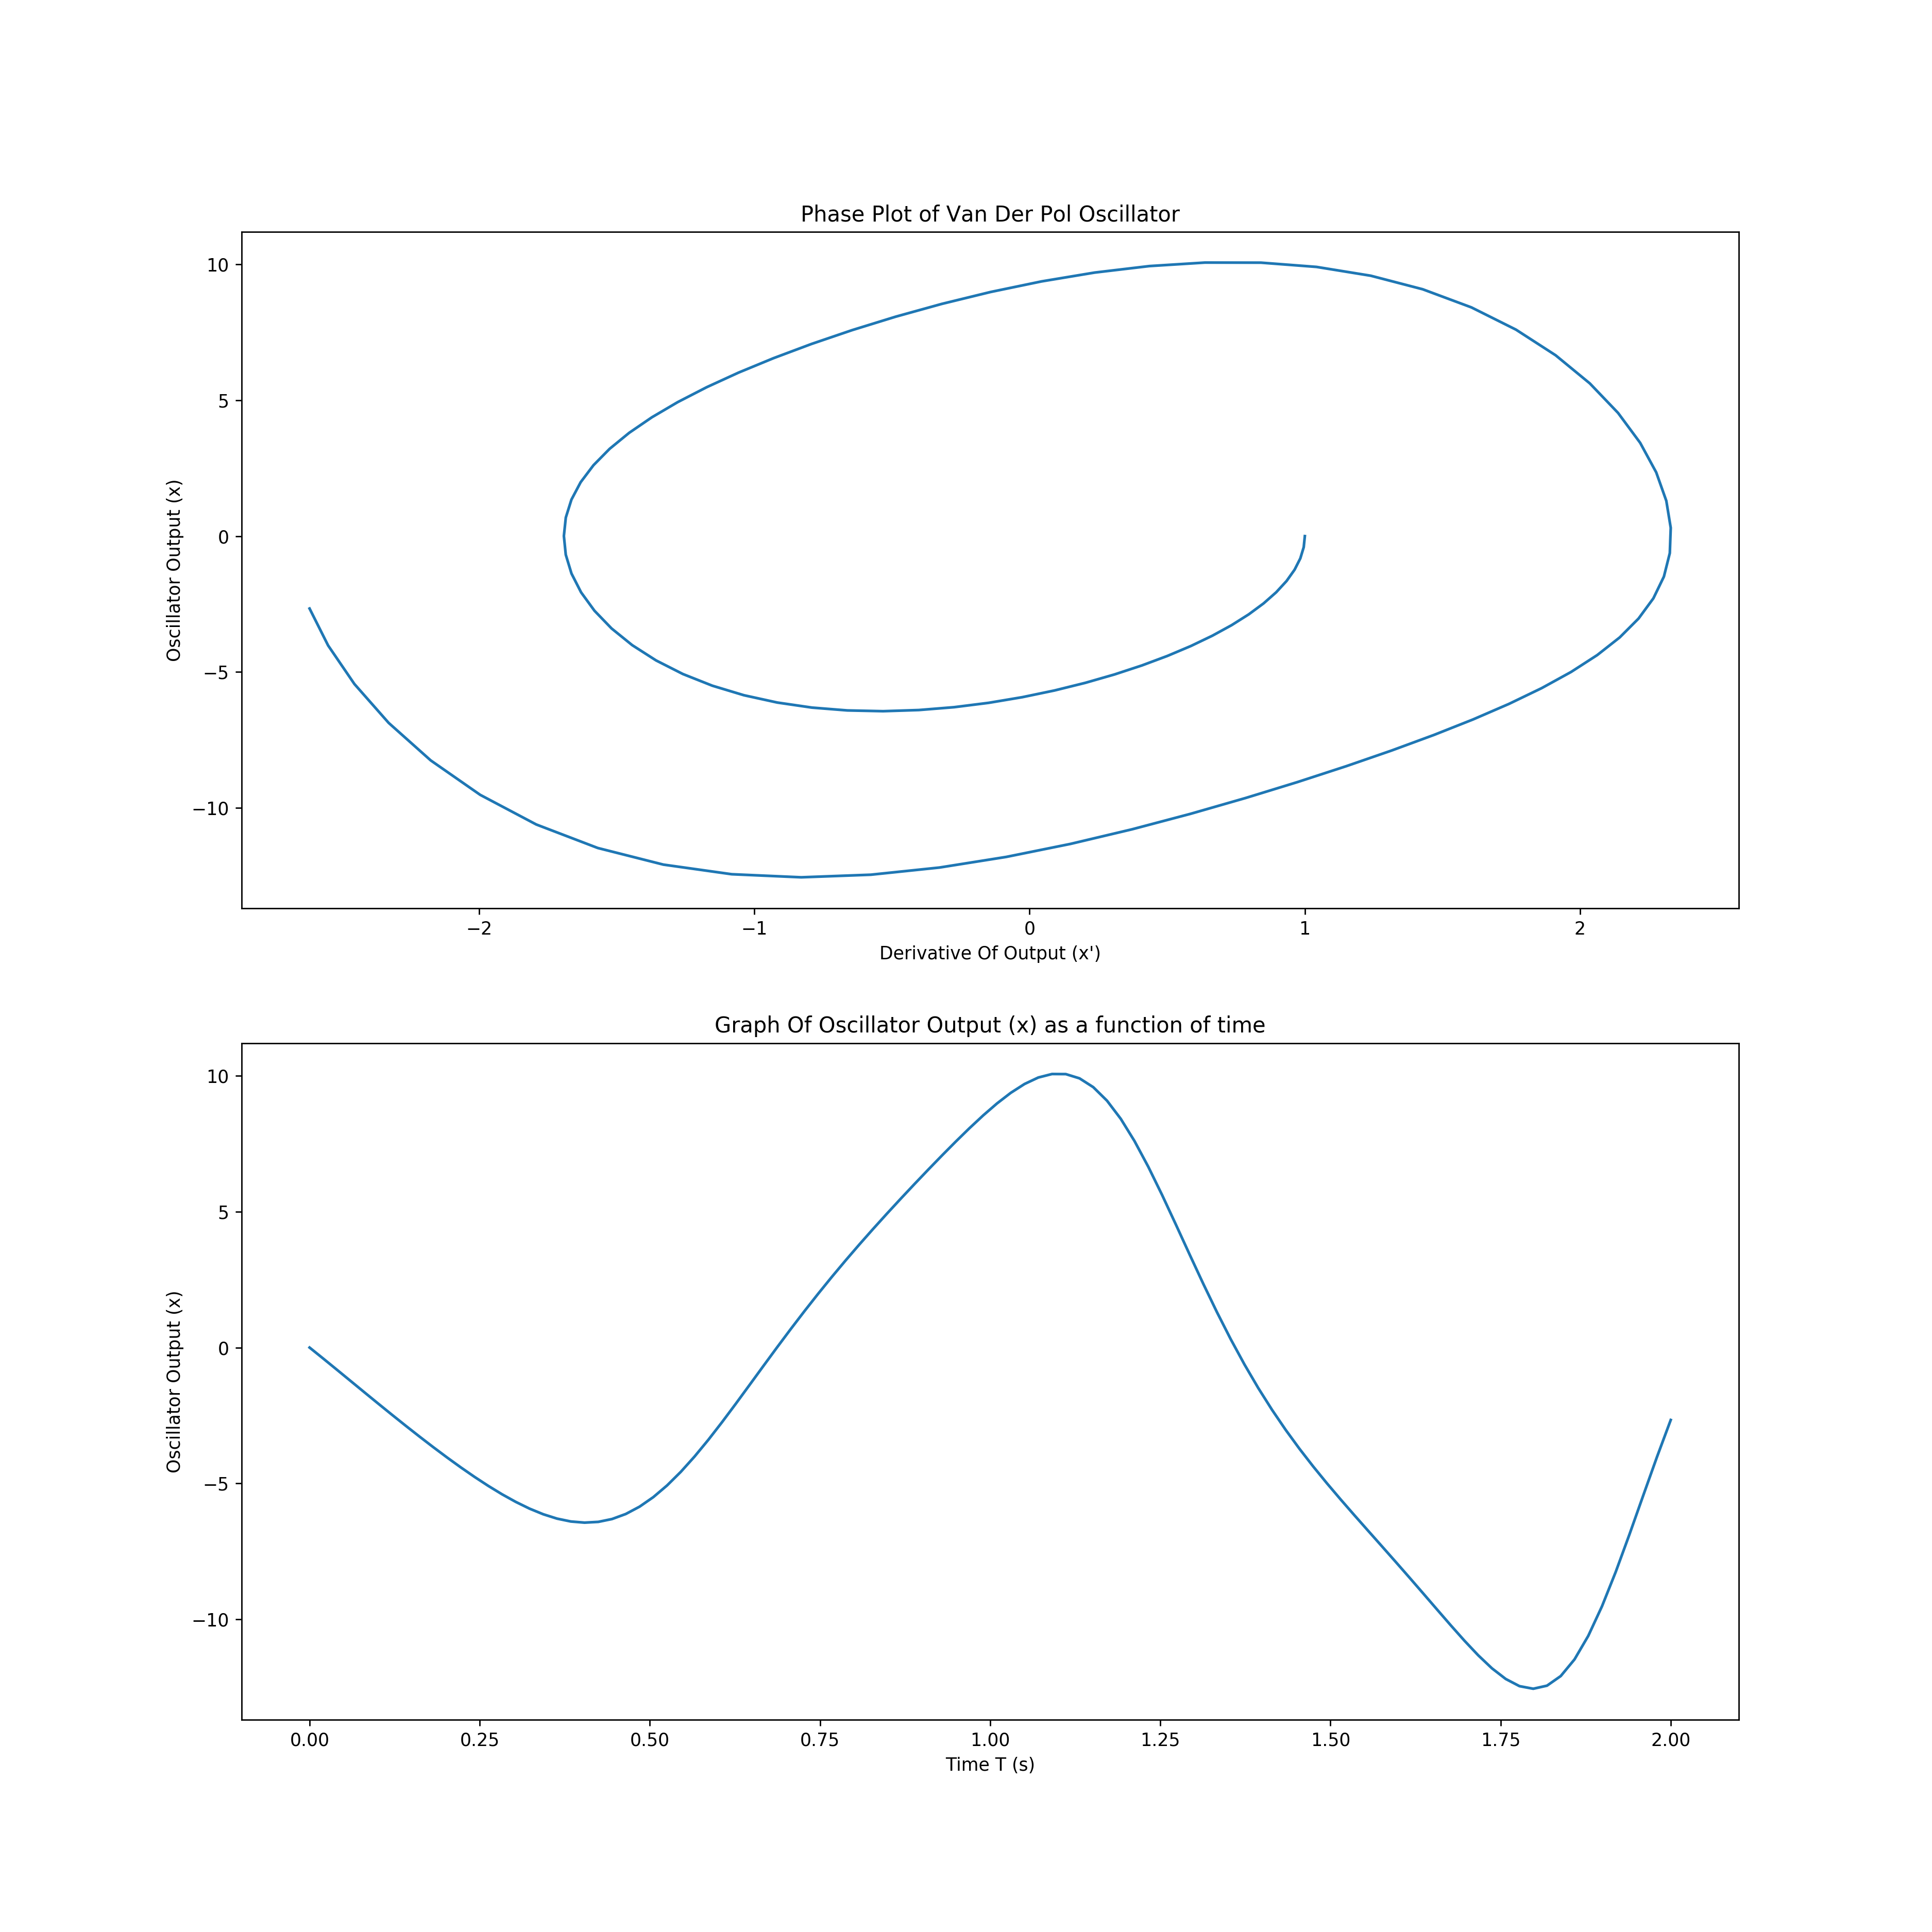 Phase Plot of Van Der Pol Oscillator
10
5
0
−5
−10
Oscillator Output (x)
−2 −1 0 1 2
Derivative Of Output (x')
Graph Of Oscillator Output (x) as a function of time
10
5
0
−5
−10
Oscillator Output (x)
0.00 0.25 0.50 0.75 1.00 1.25 1.50 1.75 2.00
Time T (s)